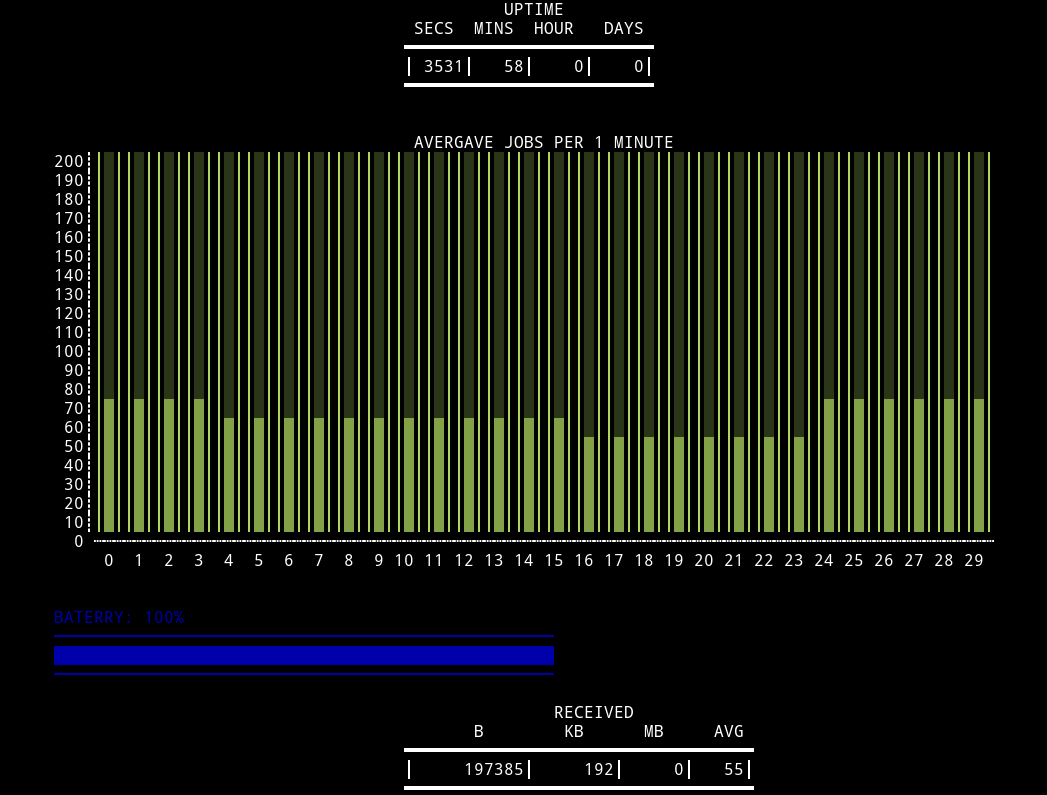 UPTIME
SECS MINS HOUR DAYS
3531 58 0 0
AVERGAVE JOBS PER 1 MINUTE
200
190
180
170
160
150
140
130
120
110
100
90
80
70
60
50
40
30
20
10
0
0 1 2 3 4 5 6 7 8 9 10 11 12 13 14 15 16 17 18 19 20 21 22 23 24 25 26 27 28 29
BATERRY: 100%
RECEIVED
B KB MB AVG
197385 192 0 55